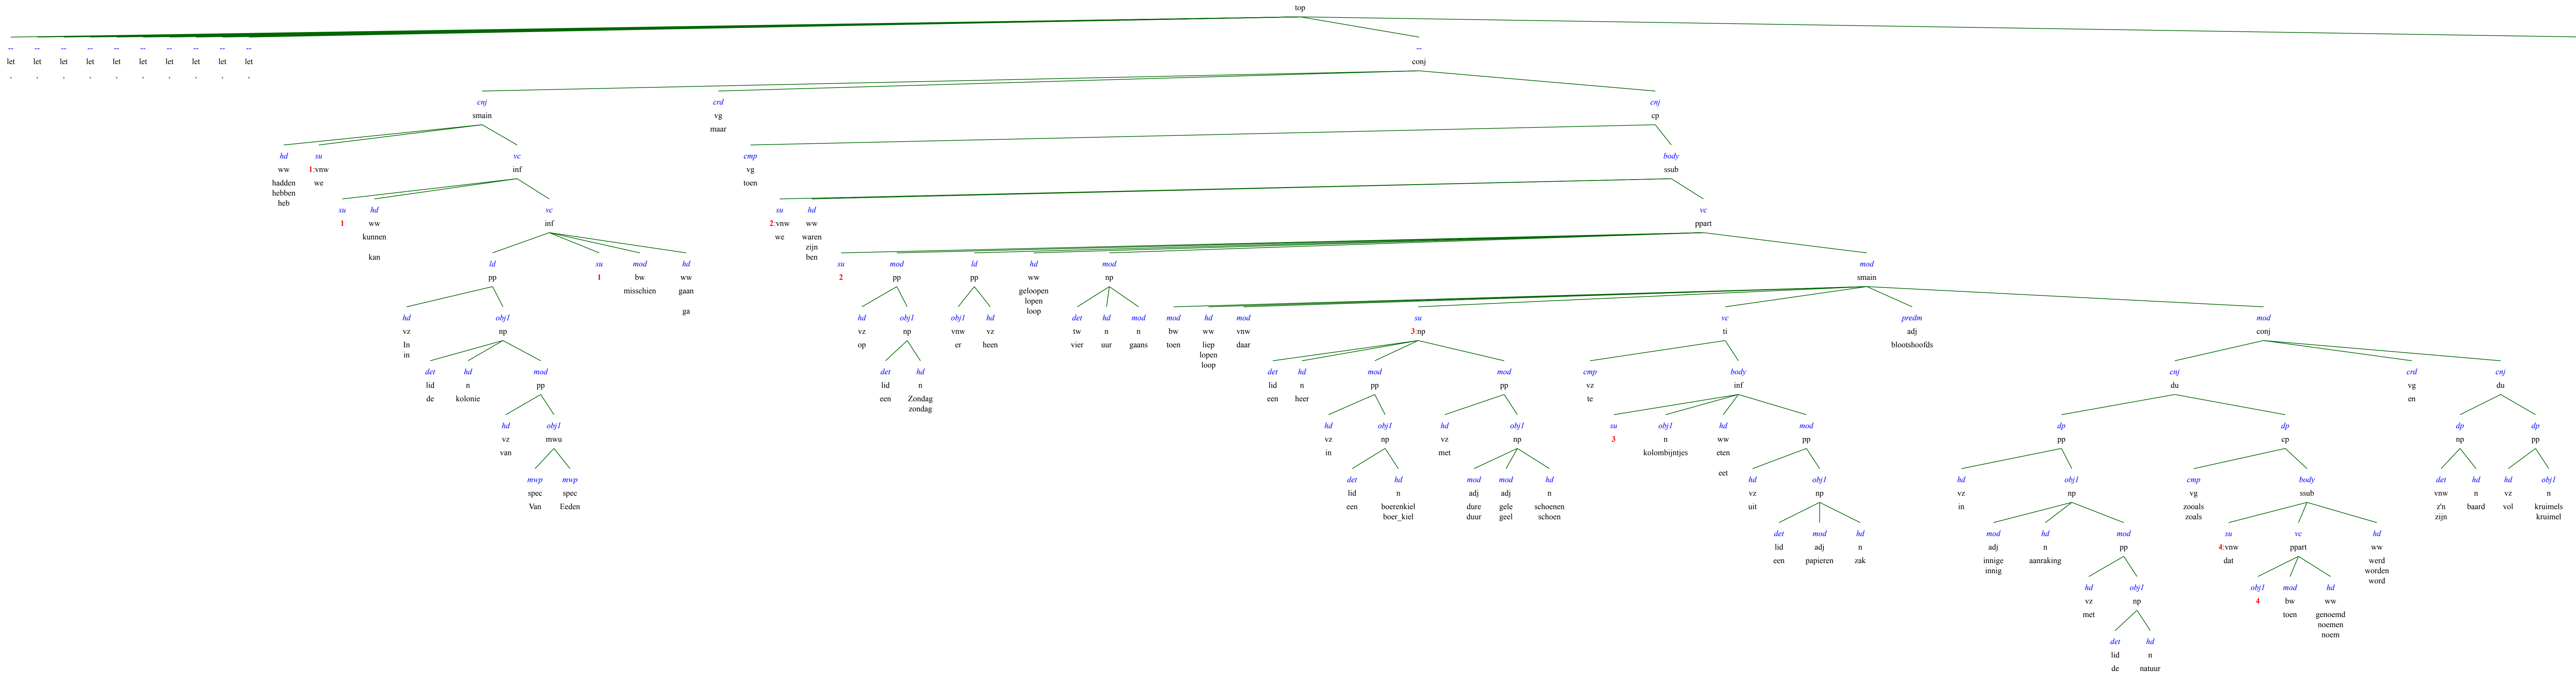 top
-- -- -- -- -- -- -- -- -- -- --
let let let let let let let let let let conj
, , , , , , , , , ,
cnj crd cnj
smain vg cp
maar
hd su vc cmp body
ww 1:vnw inf vg ssub
hadden we toen
hebben
heb
su hd vc su hd vc
1 ww inf 2:vnw ww ppart
kunnen we waren
zijn
kan ben
ld su mod hd su mod ld hd mod mod
pp 1 bw ww 2 pp pp ww np smain
misschien gaan geloopen
lopen
ga loop
hd obj1 hd obj1 obj1 hd det hd mod mod hd mod su vc predm mod
vz np vz np vnw vz tw n n bw ww vnw 3:np ti adj conj
In op er heen vier uur gaans toen liep daar blootshoofds
in lopen
loop
det hd mod det hd det hd mod mod cmp body cnj crd cnj
lid n pp lid n lid n pp pp vz inf du vg du
de kolonie een Zondag een heer te en
zondag
hd obj1 hd obj1 hd obj1 su obj1 hd mod dp dp dp dp
vz mwu vz np vz np 3 n ww pp pp cp np pp
van in met kolombijntjes eten
eet
mwp mwp det hd mod mod hd hd obj1 hd obj1 cmp body det hd hd obj1
spec spec lid n adj adj n vz np vz np vg ssub vnw n vz n
Van Eeden een boerenkiel dure gele schoenen uit in zooals z'n baard vol kruimels
boer_kiel duur geel schoen zoals zijn kruimel
det mod hd mod hd mod su vc hd
lid adj n adj n pp 4:vnw ppart ww
een papieren zak innige aanraking dat werd
innig worden
word
hd obj1 obj1 mod hd
vz np 4 bw ww
met toen genoemd
noemen
noem
det hd
lid n
de natuur